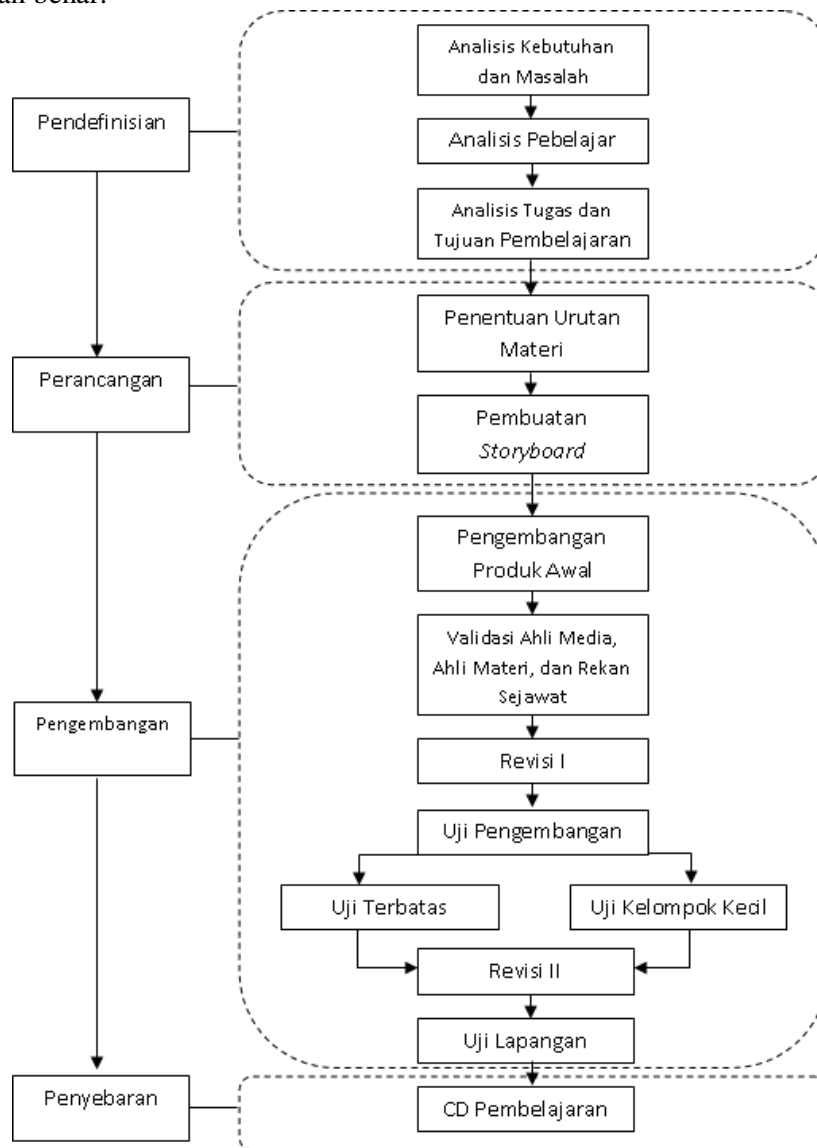 an benar.
Analisis Kebutuhan
dan Masalah
Pendefinisian
Analisis Pebelajar
Analisis Tugas dan
Tujuan Pembelajaran
Penentuan Urutan
Materi
Perancangan
Pembuatan
Storyboard
Pengembangan
Produk Awal
Validasi Ahli Media,
Ahli Materi, dan Rekan
Sejawat
Pengembangan
Revisi I
Uji Pengembangan
Uji Terbatas
Uji Kelompok Kecil
Revisi II
Uji Lapangan
Penyebaran
CD Pembelajaran